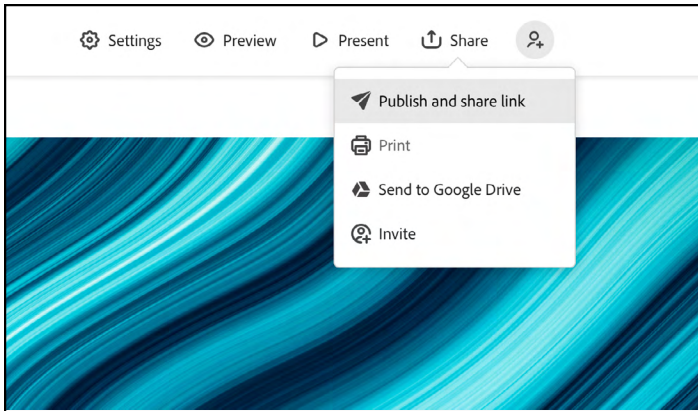 Settings Preview Present Share
Publish and share link
Print
Send to Google Drive
Invite